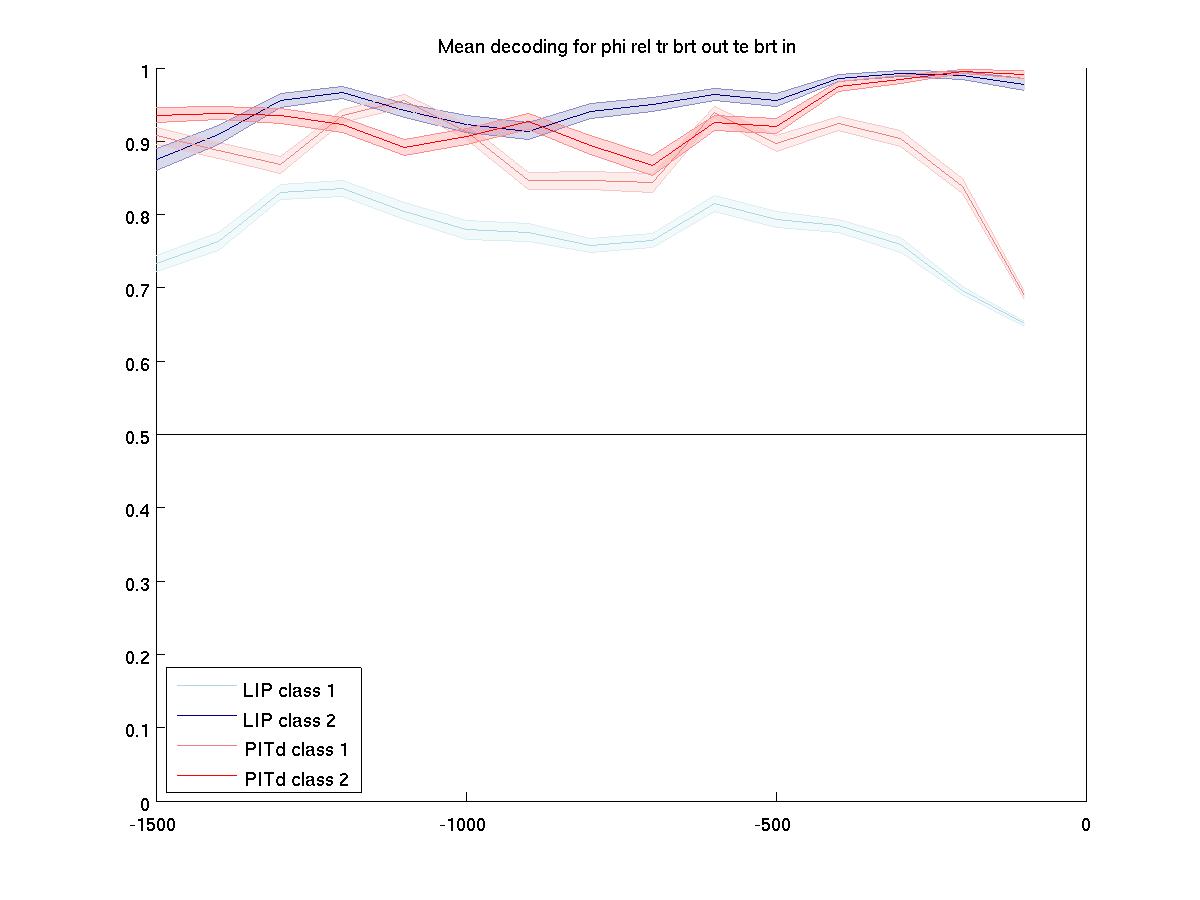 Mean decoding for phi rel tr brt out te brt in
1
0.9
0.8
0.7
0.6
0.5
0.4
0.3
0.2
0.1
0
LIP class 1
LIP class 2
PITd class 1
PITd class 2
-1500 -1000 -500 0